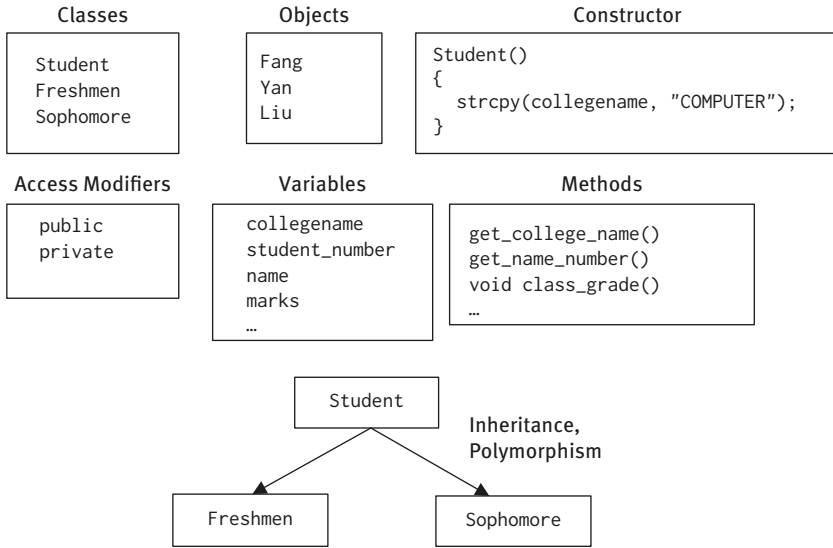 Classes
Student
Freshmen
Sophomore
Objects
Fang
Yan
Liu
Constructor
Student()
{
strcpy(collegename, "COMPUTER");
}
Access Modifiers
public
private
Variables
collegename
student_number
name
marks
…
Methods
get_college_name()
get_name_number()
void class_grade()
…
Student
Inheritance,
Polymorphism
Freshmen
Sophomore